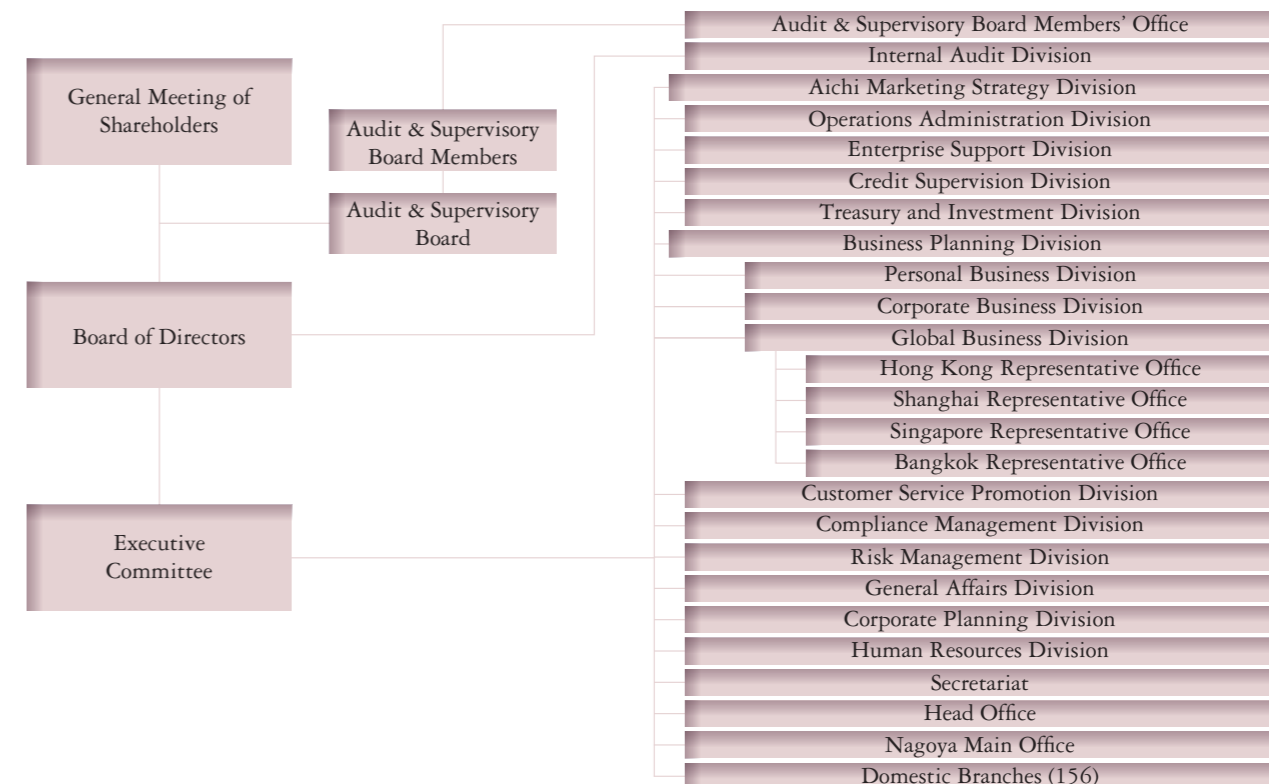 General Meeting of
Shareholders
Audit & Supervisory
Board Members
Audit & Supervisory
Board
Board of Directors
Executive
Committee
Audit & Supervisory Board Members’ Office
Internal Audit Division
Aichi Marketing Strategy Division
Operations Administration Division
Enterprise Support Division
Credit Supervision Division
Treasury and Investment Division
Business Planning Division
Personal Business Division
Corporate Business Division
Global Business Division
Hong Kong Representative Office
Shanghai Representative Office
Singapore Representative Office
Bangkok Representative Office
Customer Service Promotion Division
Compliance Management Division
Risk Management Division
General Affairs Division
Corporate Planning Division
Human Resources Division
Secretariat
Head Office
Nagoya Main Office
Domestic Branches (156)